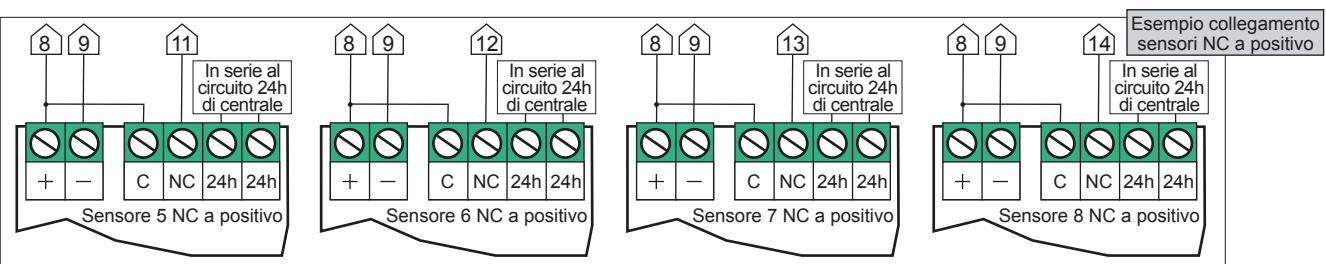 Esempio collegamento
sensori NC a positivo
8 9 11
In serie al
circuito 24h
di centrale
+ − C NC 24h 24h
Sensore 5 NC a positivo
8 9 12
In serie al
circuito 24h
di centrale
+ − C NC 24h 24h
Sensore 6 NC a positivo
8 9 13
In serie al
circuito 24h
di centrale
+ − C NC 24h 24h
Sensore 7 NC a positivo
8 9 14
In serie al
circuito 24h
di centrale
+ − C NC 24h 24h
Sensore 8 NC a positivo